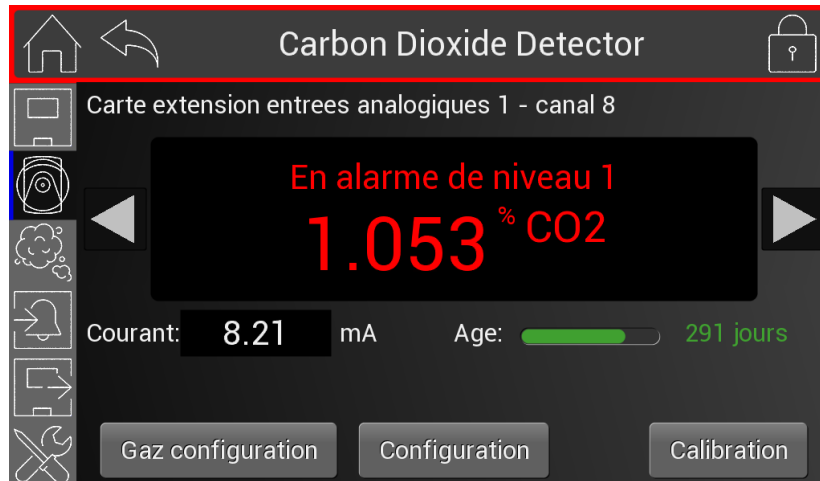 Carbon Dioxide Detector
Carte extension entrees analogiques 1 - canal 8
En alarme de niveau 1
1.053 % CO2
Courant: 8.21 mA Age: 291 jours
Gaz configuration Configuration Calibration